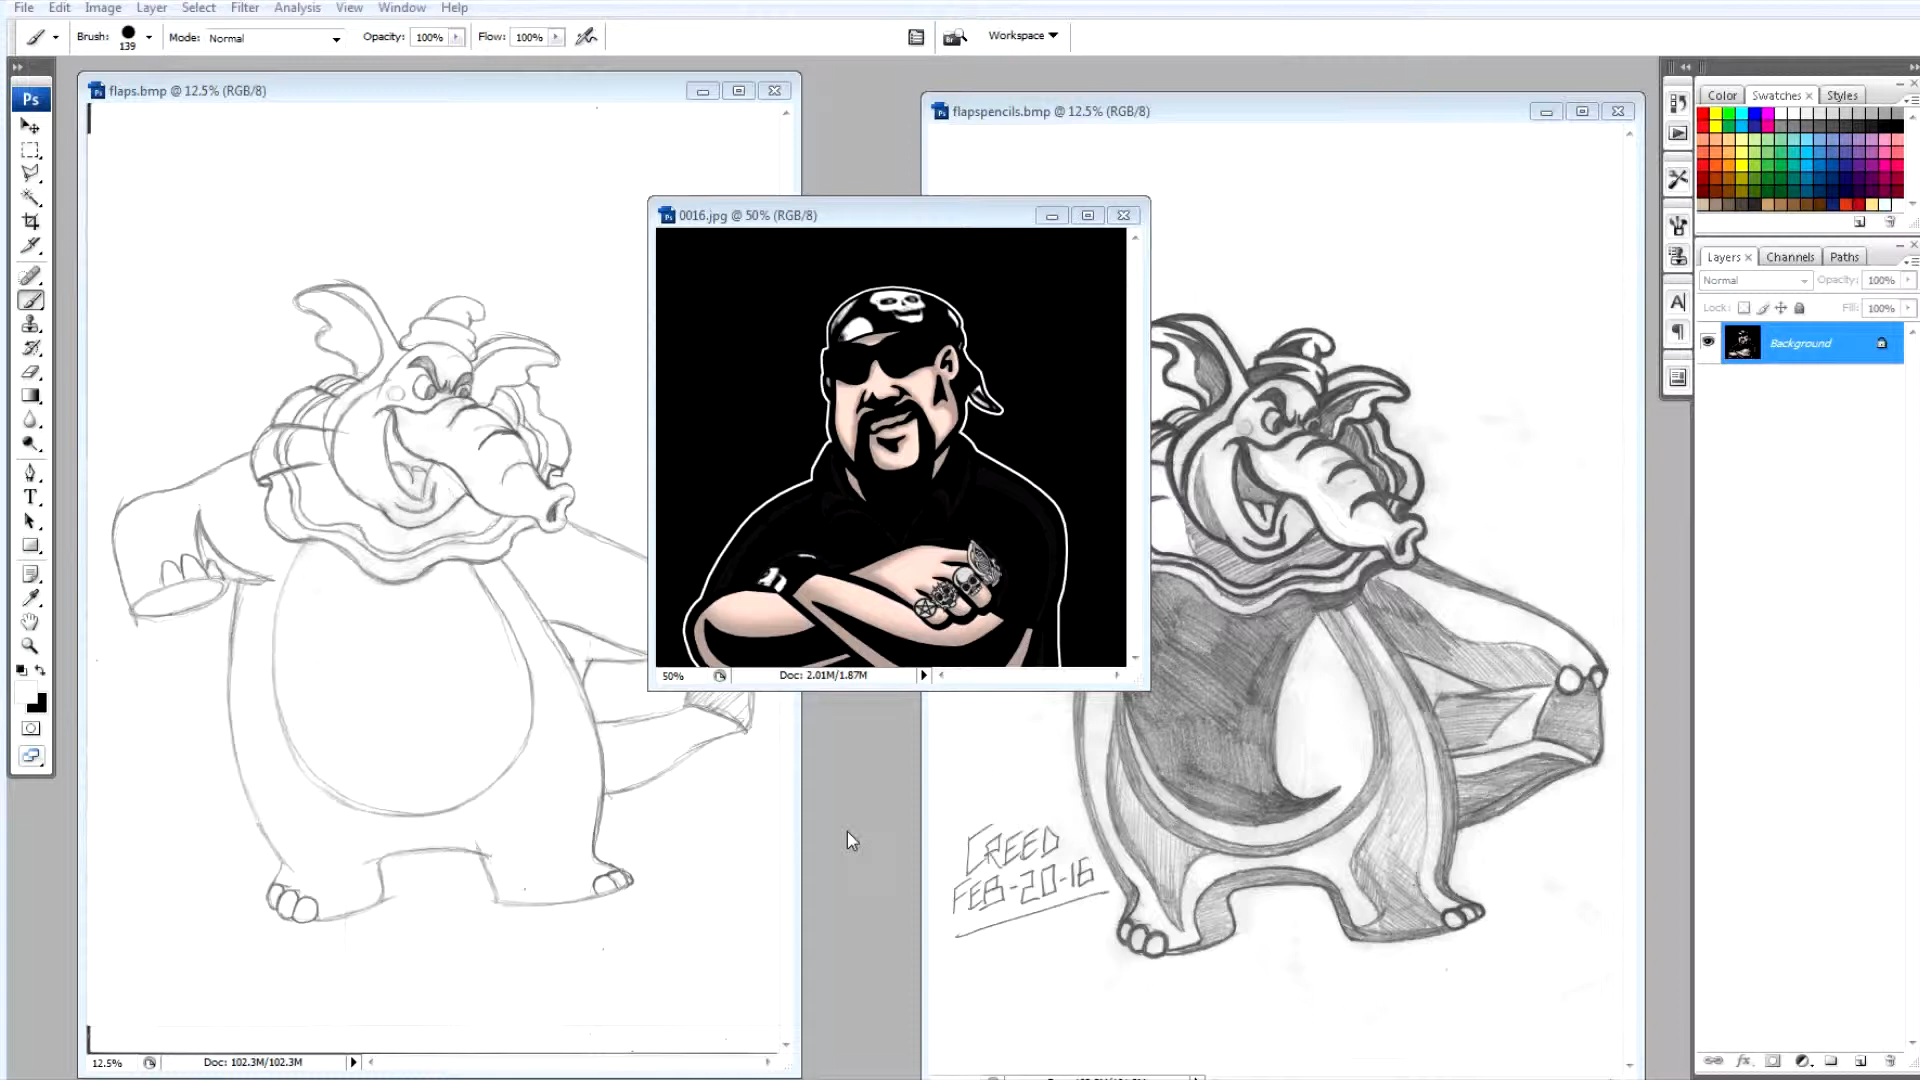 File Edit Image Layer Select Filter Analysis View Window Help
Brush: 139 Mode: Normal Opacity: 100% Flow: 100% Workspace
Ps
flaps.bmp @ 12.5% (RGB/8)
flapspencils.bmp @ 12.5% (RGB/8)
0016.jpg @ 50% (RGB/8)
50% Doc: 2.01M/1.87M
CREED
FEB-20-16
12.5% Doc: 102.3M/102.3M
Color Swatches Styles
Layers Channels Paths
Normal Opacity: 100%
Lock: Fill: 100%
Background